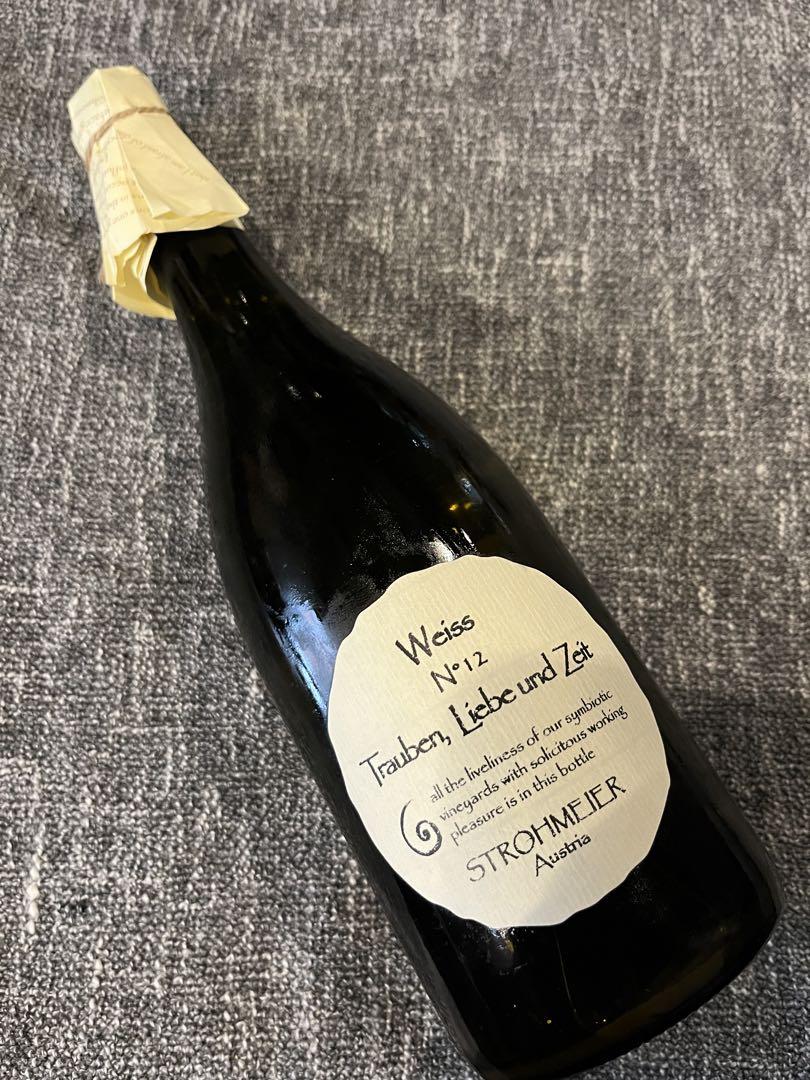 Weiss
N° 12
Trauben, Liebe und Zeit
all the liveliness of our symbiotic
vineyards with solicitous working
pleasure is in this bottle
STROHMEIER
Austria